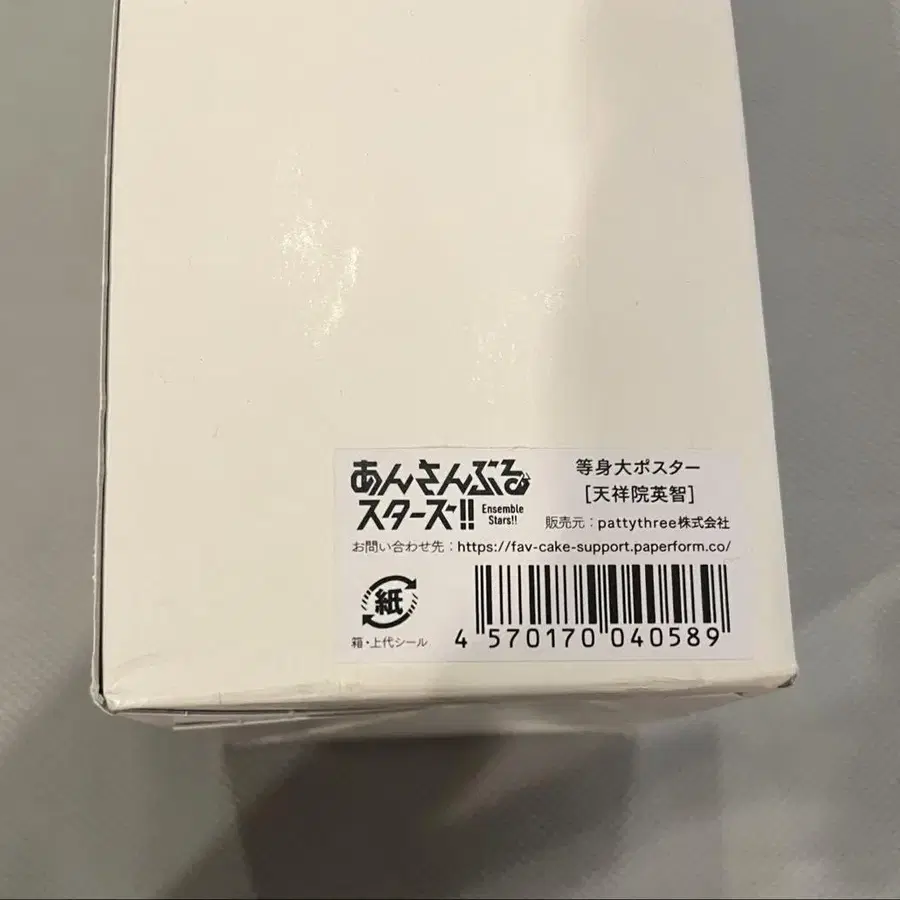 あんさんぶる
スターズ!!
Ensemble
Stars!!
等身大ポスター
[天祥院英智]
販売元：pattythree株式会社
お問い合わせ先：https://fav-cake-support.paperform.co/
紙
箱・上代シール
4 570170 040589